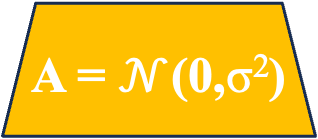 A = 𝒩 (0,σ²)